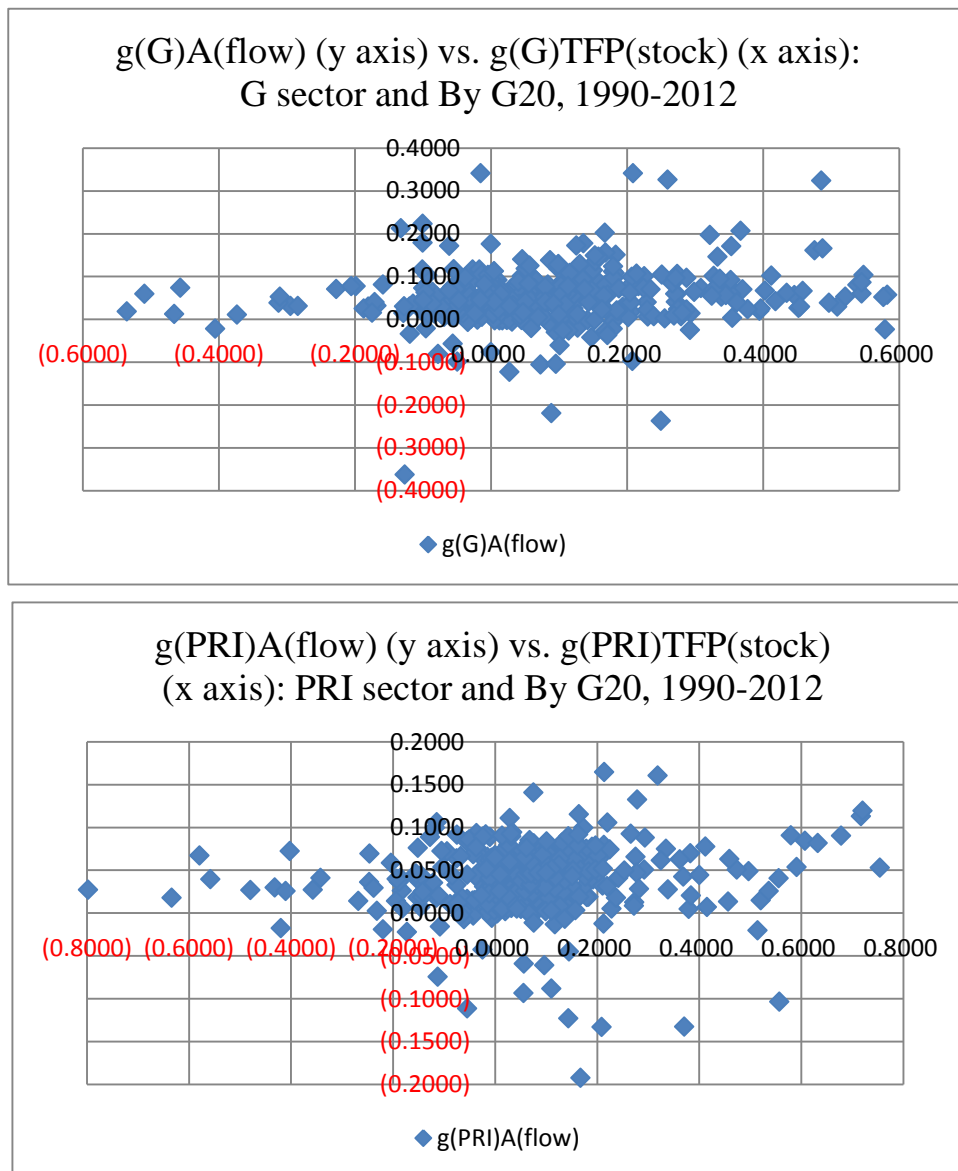 g(G)A(flow) (y axis) vs. g(G)TFP(stock) (x axis):
G sector and By G20, 1990-2012
0.4000
0.3000
0.2000
0.1000
0.0000
(0.6000) (0.4000) (0.2000) 0.0000 0.2000 0.4000 0.6000
(0.1000)
(0.2000)
(0.3000)
(0.4000)
g(G)A(flow)
g(PRI)A(flow) (y axis) vs. g(PRI)TFP(stock)
(x axis): PRI sector and By G20, 1990-2012
0.2000
0.1500
0.1000
0.0500
0.0000
(0.8000) (0.6000) (0.4000) (0.2000) 0.0000 0.2000 0.4000 0.6000 0.8000
(0.0500)
(0.1000)
(0.1500)
(0.2000)
g(PRI)A(flow)